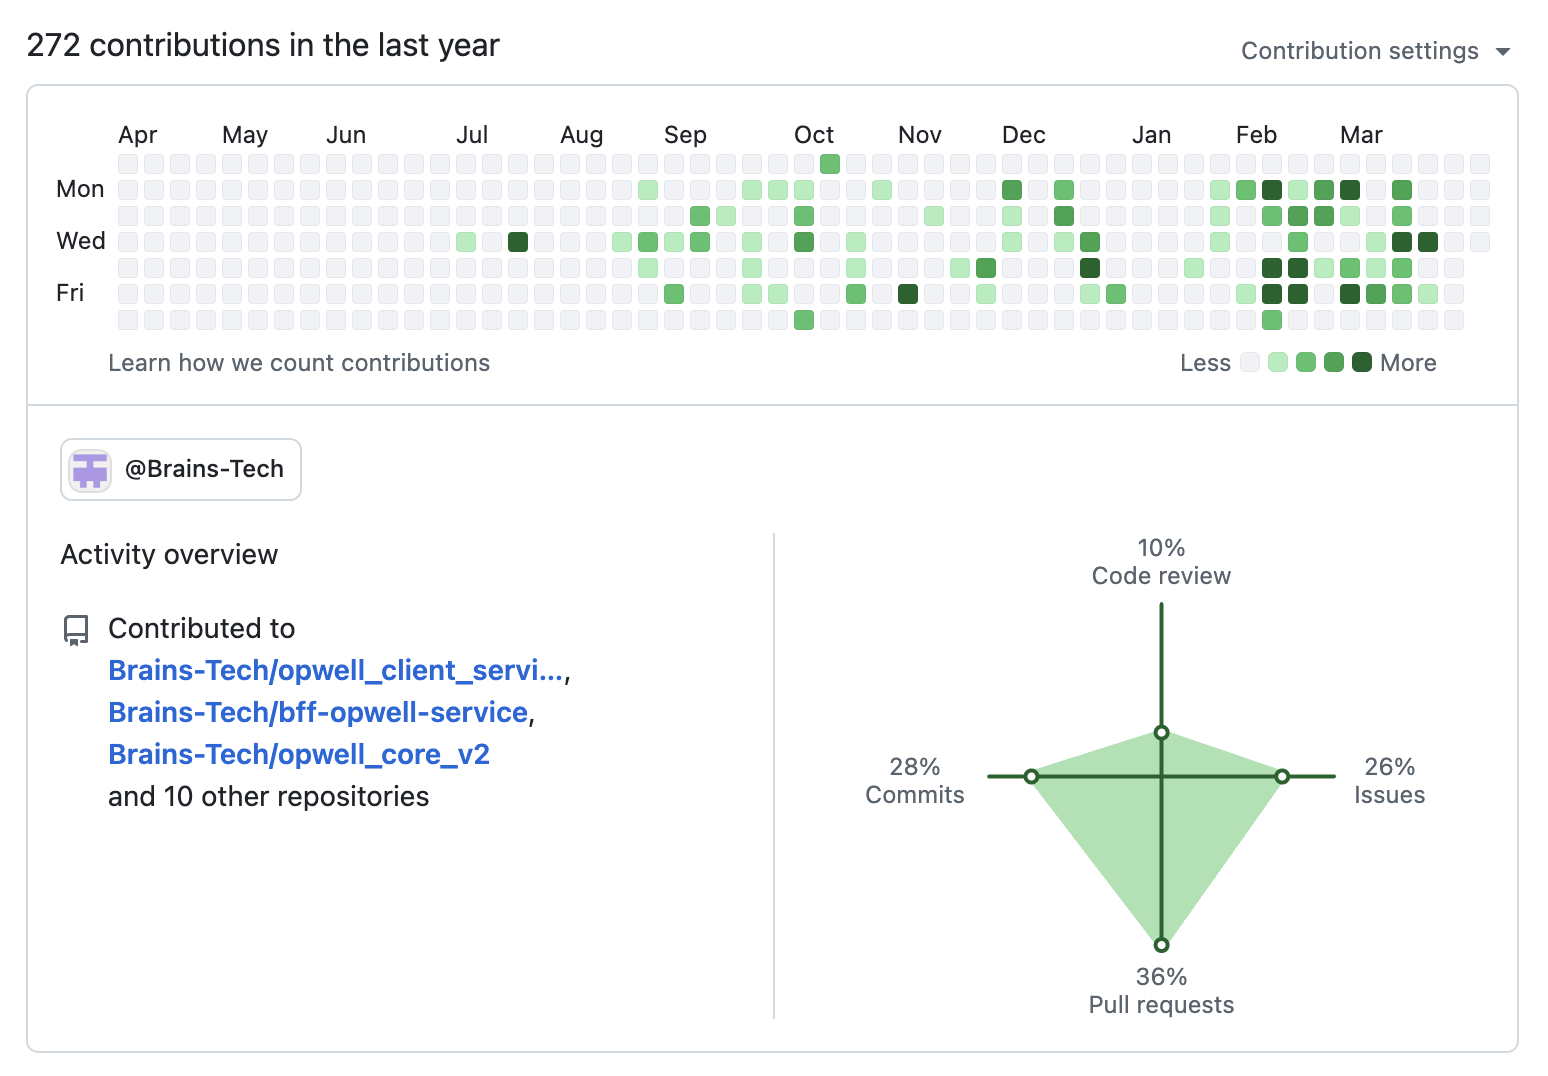 272 contributions in the last year
Contribution settings
Apr May Jun Jul Aug Sep Oct Nov Dec Jan Feb Mar
Mon
Wed
Fri
Learn how we count contributions
Less More
@Brains-Tech
Activity overview
Contributed to
Brains-Tech/opwell_client_servi...,
Brains-Tech/bff-opwell-service,
Brains-Tech/opwell_core_v2
and 10 other repositories
10%
Code review
28%
Commits
26%
Issues
36%
Pull requests